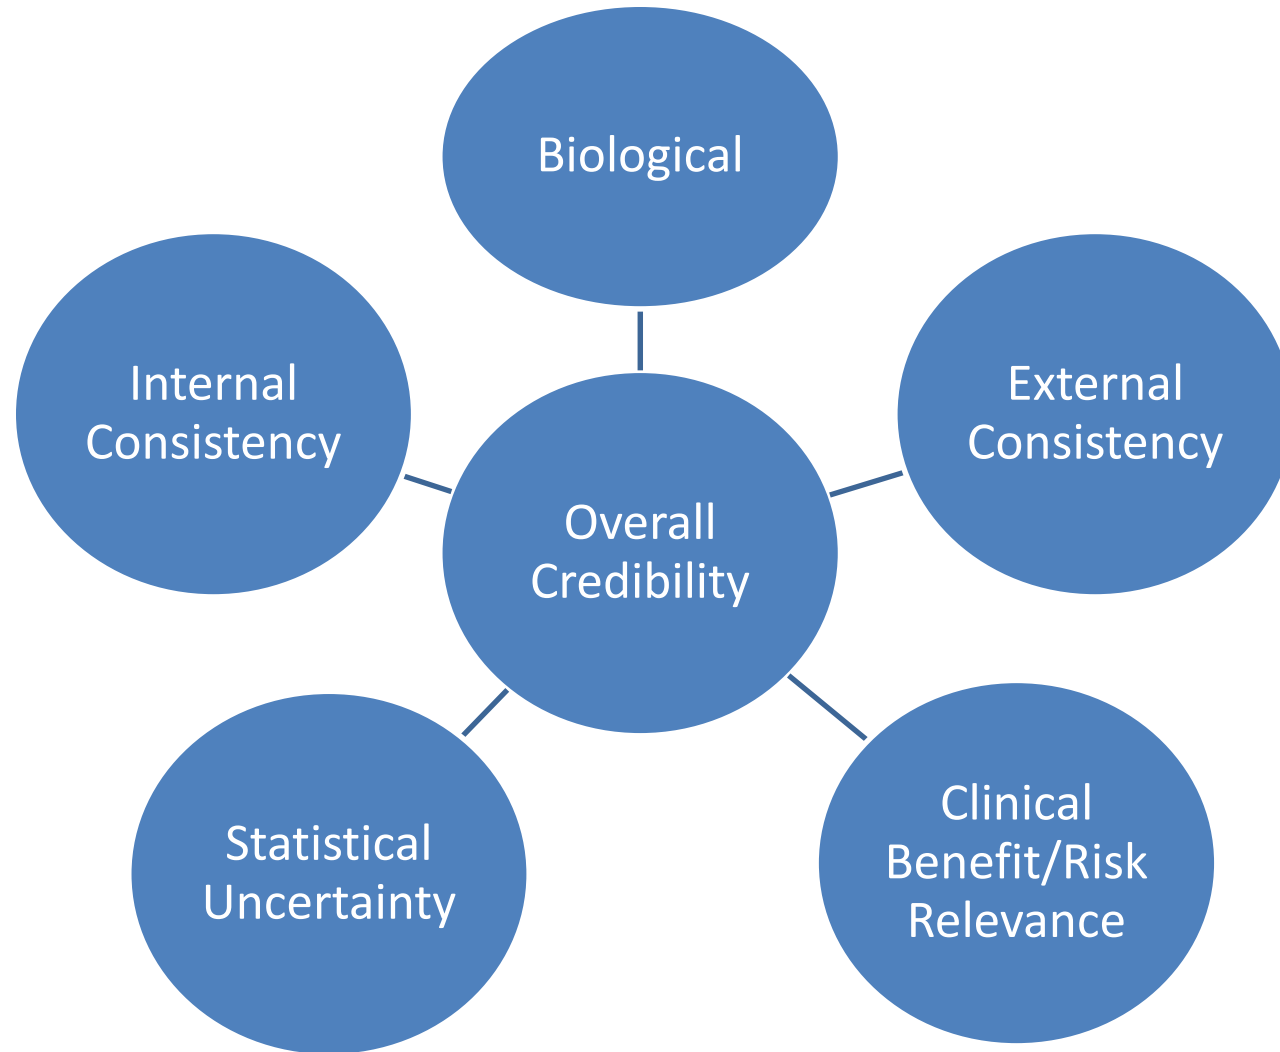 Biological
Internal
Consistency
External
Consistency
Overall
Credibility
Statistical
Uncertainty
Clinical
Benefit/Risk
Relevance